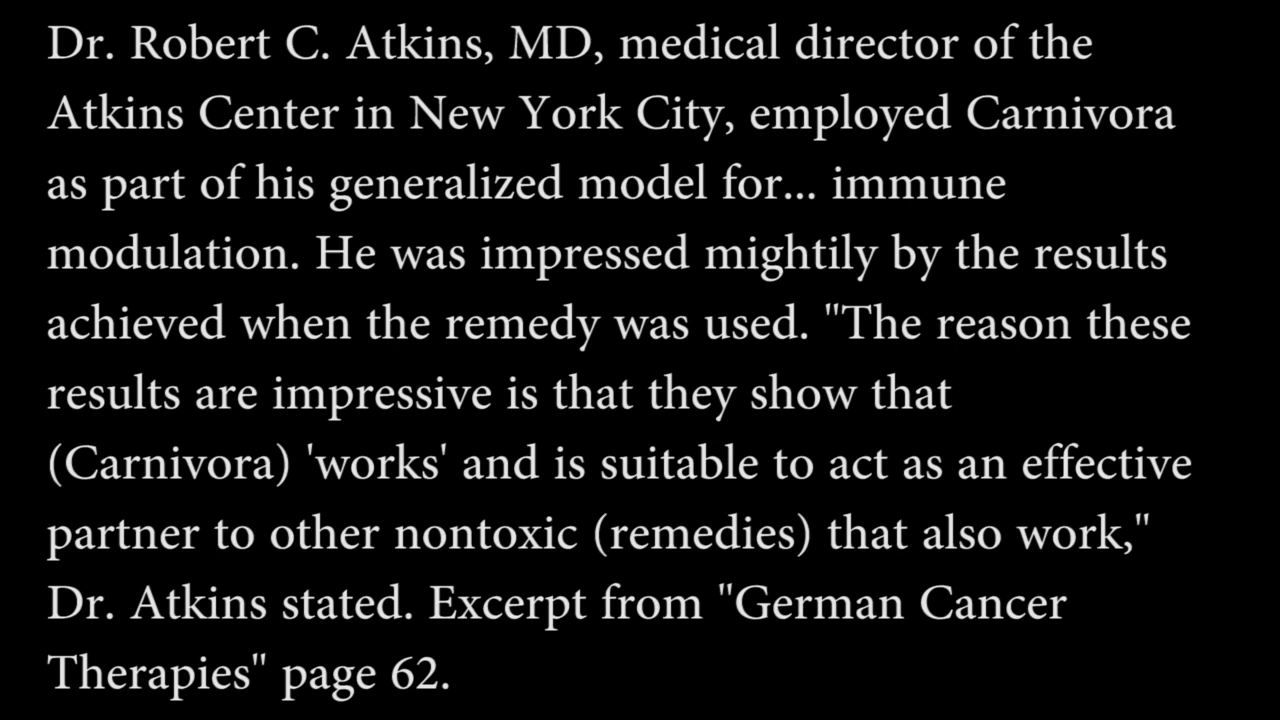 Dr. Robert C. Atkins, MD, medical director of the
Atkins Center in New York City, employed Carnivora
as part of his generalized model for... immune
modulation. He was impressed mightily by the results
achieved when the remedy was used. "The reason these
results are impressive is that they show that
(Carnivora) 'works' and is suitable to act as an effective
partner to other nontoxic (remedies) that also work,"
Dr. Atkins stated. Excerpt from "German Cancer
Therapies" page 62.